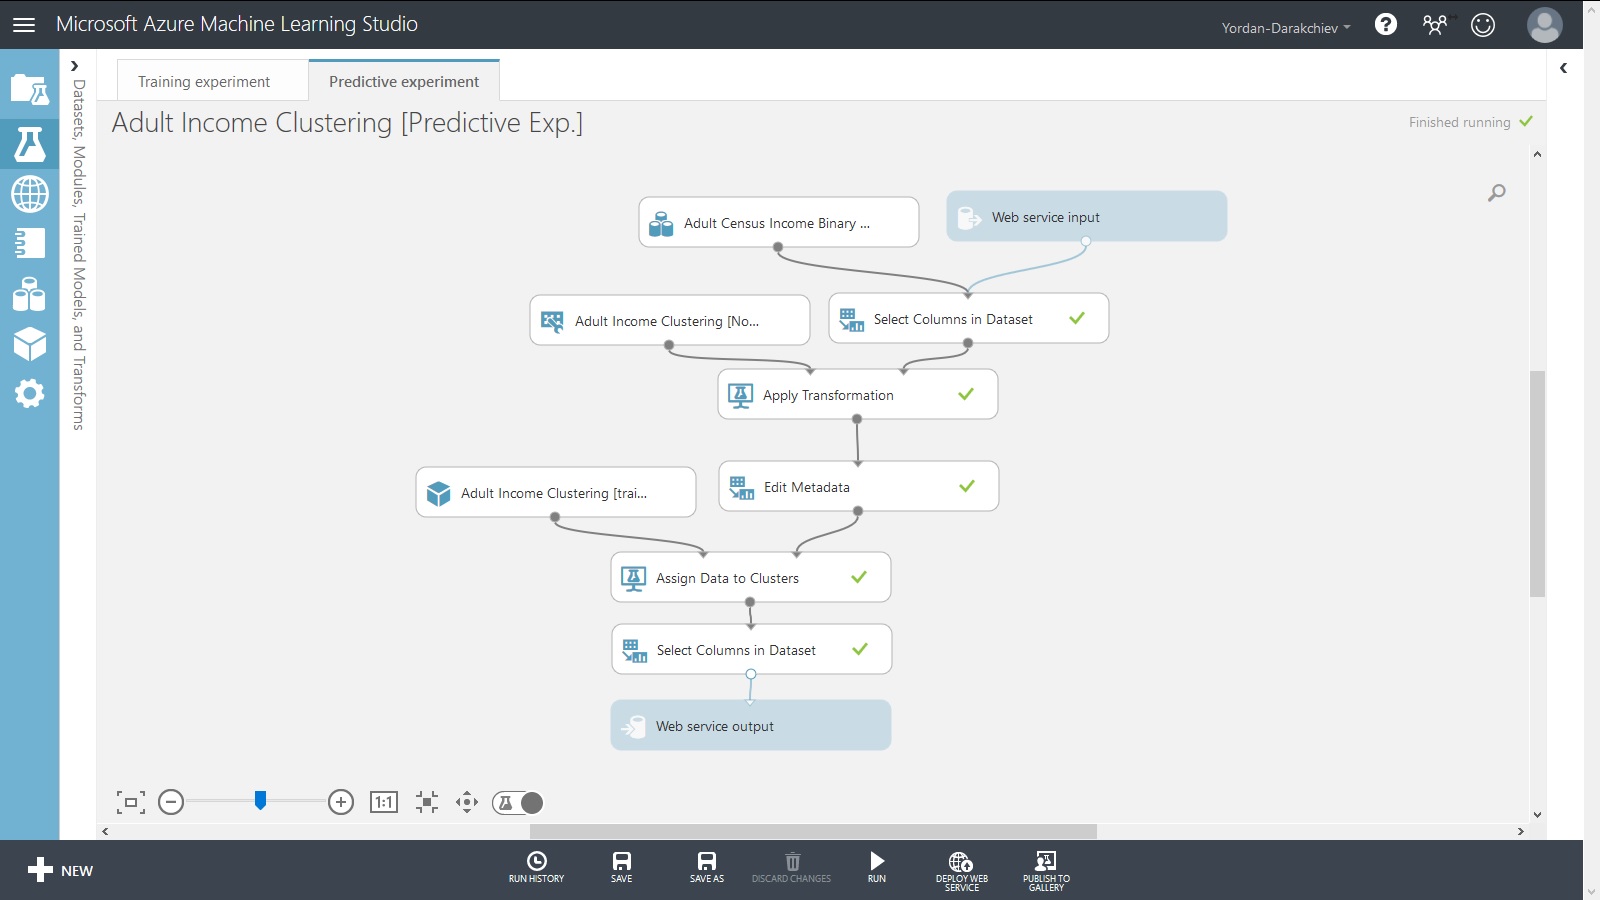 Microsoft Azure Machine Learning Studio
Yordan-Darakchiev
?
Datasets, Modules, Trained Models, and Transforms
Training experiment
Predictive experiment
Adult Income Clustering [Predictive Exp.]
Finished running
Adult Census Income Binary ...
Web service input
Adult Income Clustering [No...
Select Columns in Dataset
Apply Transformation
Adult Income Clustering [trai...
Edit Metadata
Assign Data to Clusters
Select Columns in Dataset
Web service output
1:1
NEW
RUN HISTORY
SAVE
SAVE AS
DISCARD CHANGES
RUN
DEPLOY WEB
SERVICE
PUBLISH TO
GALLERY